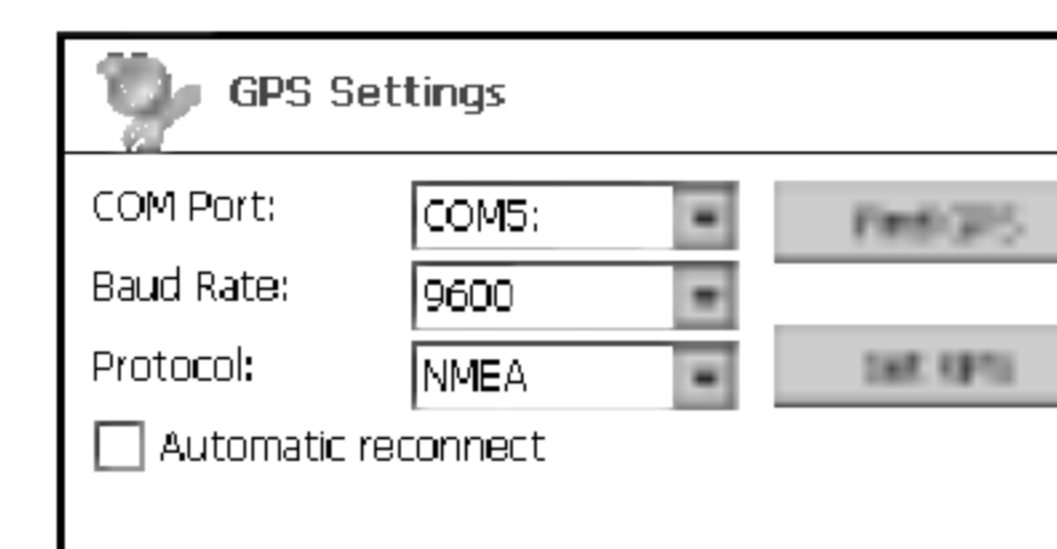 GPS Settings
COM Port: COM5:
Baud Rate: 9600
Protocol: NMEA
Automatic reconnect